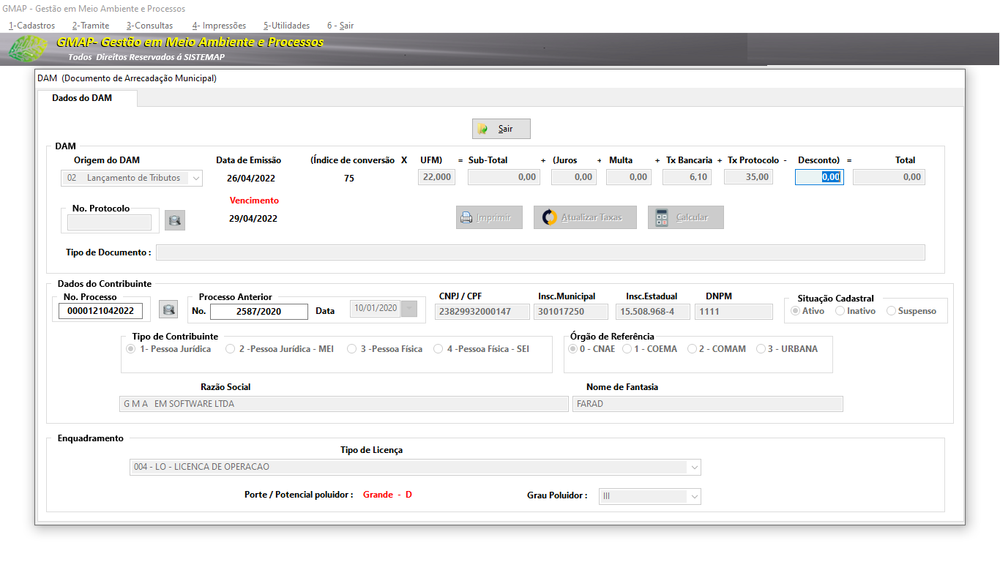 GMAP - Gestão em Meio Ambiente e Processos
1-Cadastros 2-Tramite 3-Consultas 4- Impressões 5-Utilidades 6 - Sair
GMAP- Gestão em Meio Ambiente e Processos
Todos Direitos Reservados á SISTEMAP
DAM (Documento de Arrecadação Municipal)
Dados do DAM
Sair
DAM
Origem do DAM Data de Emissão (Índice de conversão X UFM) = Sub-Total + (Juros + Multa + Tx Bancaria + Tx Protocolo - Desconto) = Total
02 Lançamento de Tributos 26/04/2022 75 22,000 0,00 0,00 0,00 6,10 35,00 0,00 0,00
Vencimento
No. Protocolo
29/04/2022
Imprimir Atualizar Taxas Calcular
Tipo de Documento :
Dados do Contribuinte
No. Processo Processo Anterior CNPJ / CPF Insc.Municipal Insc.Estadual DNPM Situação Cadastral
0000121042022 No. 2587/2020 Data 10/01/2020 23829932000147 301017250 15.508.968-4 1111 Ativo Inativo Suspenso
Tipo de Contribuinte Órgão de Referência
1- Pessoa Jurídica 2 -Pessoa Jurídica - MEI 3 -Pessoa Física 4 -Pessoa Física - SEI 0 - CNAE 1 - COEMA 2 - COMAM 3 - URBANA
Razão Social Nome de Fantasia
G M A EM SOFTWARE LTDA FARAD
Enquadramento
Tipo de Licença
004 - LO - LICENCA DE OPERACAO
Porte / Potencial poluidor : Grande - D Grau Poluidor : III